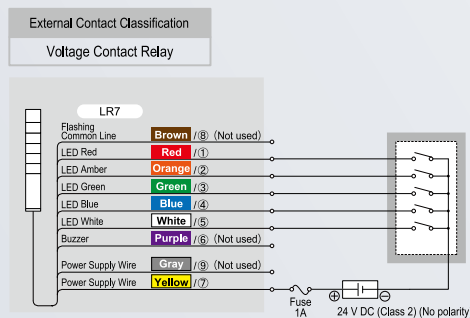 External Contact Classification
Voltage Contact Relay
LR7
Flashing
Common Line Brown /⑧ (Not used)
LED Red Red /①
LED Amber Orange /②
LED Green Green /③
LED Blue Blue /④
LED White White /⑤
Buzzer Purple /⑥ (Not used)
Power Supply Wire Gray /⑨ (Not used)
Power Supply Wire Yellow /⑦
Fuse
1A
⊕ ⊖
24 V DC (Class 2) (No polarity